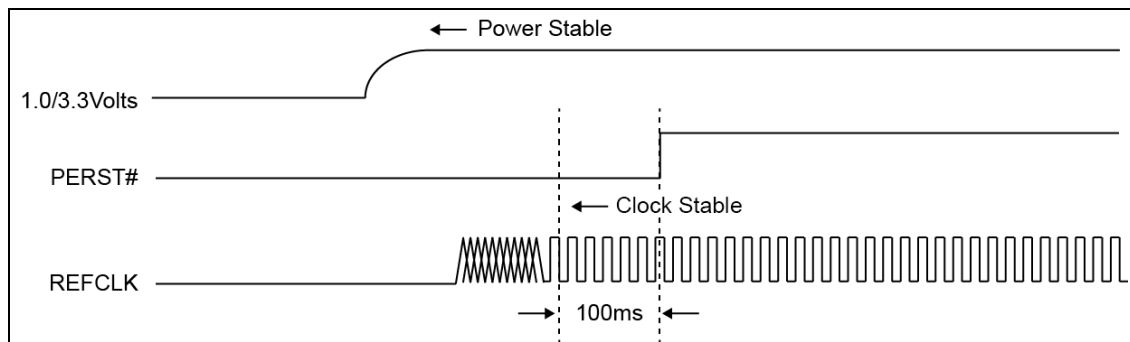 Power Stable
1.0/3.3Volts
PERST#
Clock Stable
REFCLK
100ms